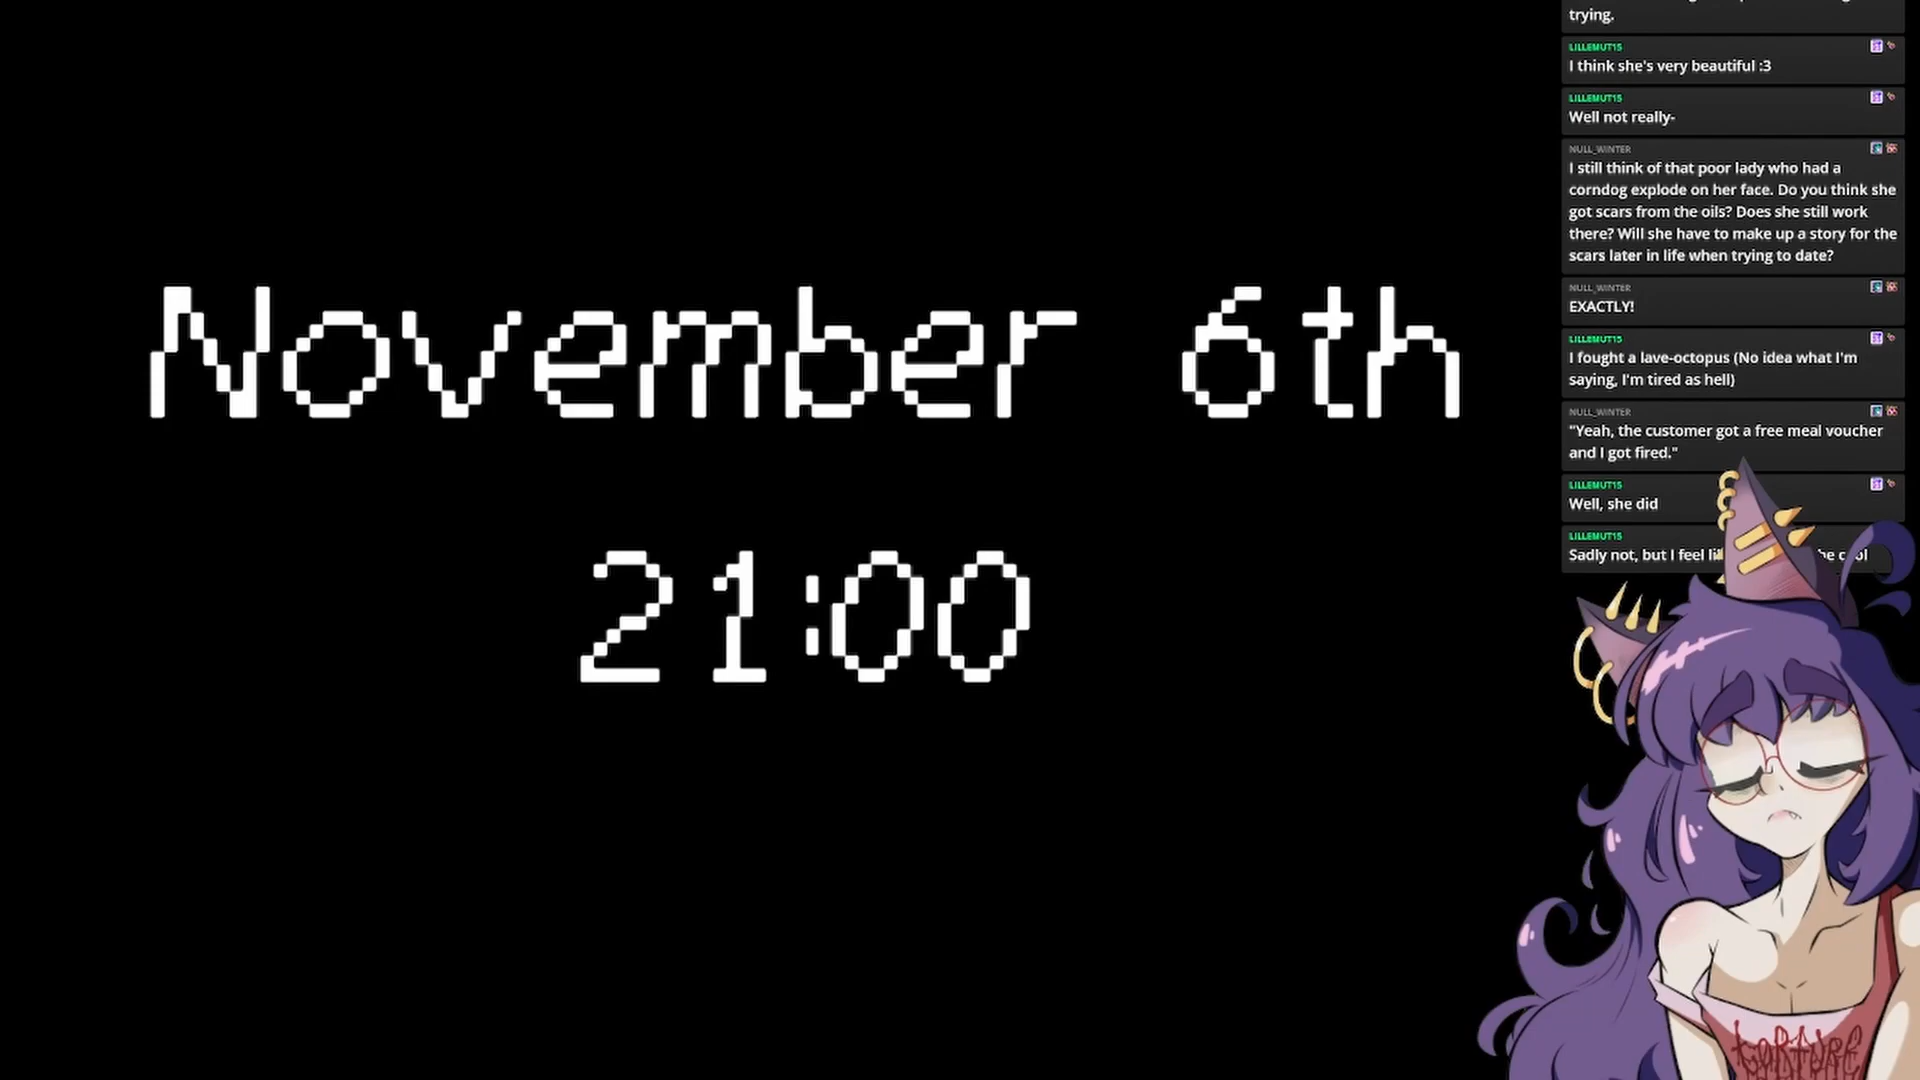 November 6th
21:00
trying.
LILLEMUT15
I think she's very beautiful :3
LILLEMUT15
Well not really-
NULL_WINTER
I still think of that poor lady who had a
corndog explode on her face. Do you think she
got scars from the oils? Does she still work
there? Will she have to make up a story for the
scars later in life when trying to date?
NULL_WINTER
EXACTLY!
LILLEMUT15
I fought a lave-octopus (No idea what I'm
saying, I'm tired as hell)
NULL_WINTER
"Yeah, the customer got a free meal voucher
and I got fired."
LILLEMUT15
Well, she did
LILLEMUT15
Sadly not, but I feel